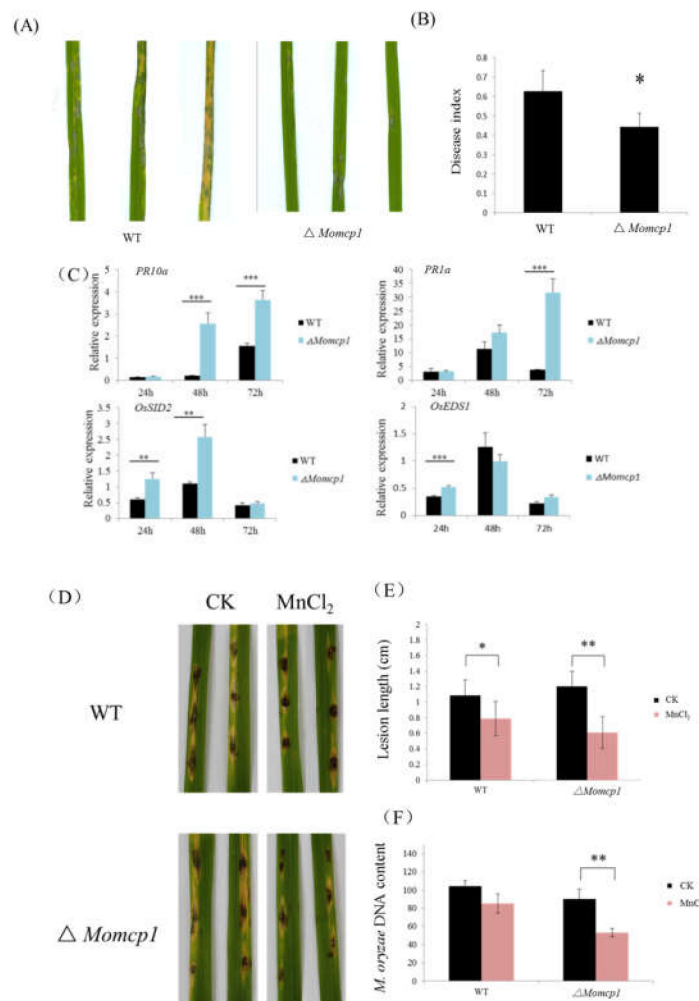 (A)
WT
△ Momcp1
(B)
Disease index
0.8
0.7
0.6
0.5
0.4
0.3
0.2
0.1
0
*
WT
△ Momcp1
(C)
PR10a
Relative expression
5
4
3
2
1
0
***
***
24h
48h
72h
WT
ΔMomcp1
PR1a
Relative expression
40
35
30
25
20
15
10
5
0
***
24h
48h
72h
WT
ΔMomcp1
OsSID2
Relative expression
3.5
3
2.5
2
1.5
1
0.5
0
**
**
24h
48h
72h
WT
ΔMomcp1
OsEDS1
Relative expression
2
1.5
1
0.5
0
***
24h
48h
72h
WT
ΔMomcp1
(D)
CK
MnCl₂
WT
△ Momcp1
(E)
Lesion length (cm)
2
1.8
1.6
1.4
1.2
1
0.8
0.6
0.4
0.2
0
*
**
WT
△Momcp1
CK
MnCl₂
(F)
M. oryzae DNA content
140
120
100
80
60
40
20
0
**
WT
△Momcp1
CK
MnC